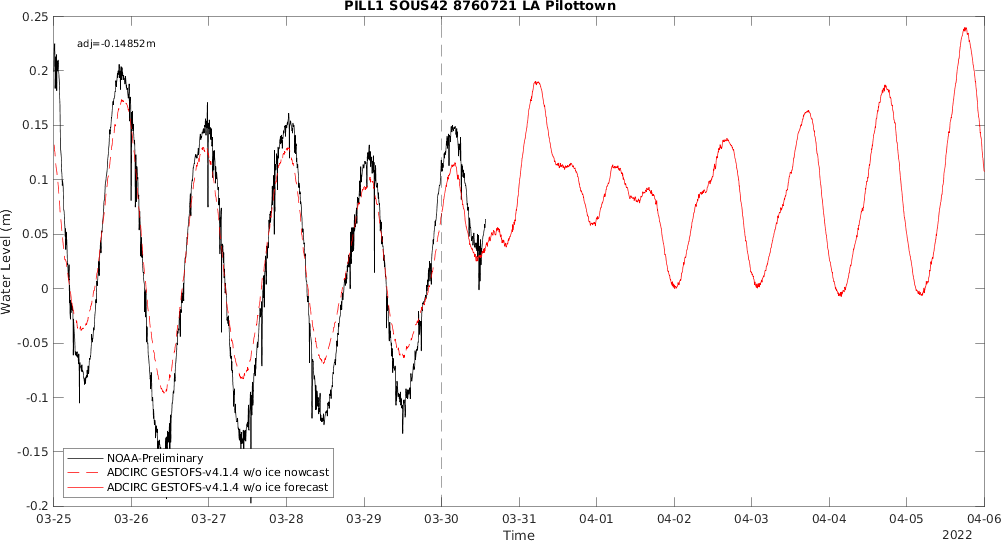 PILL1 SOUS42 8760721 LA Pilottown
adj=-0.14852m
0.25
0.2
0.15
0.1
0.05
0
-0.05
-0.1
-0.15
-0.2
Water Level (m)
NOAA-Preliminary
ADCIRC GESTOFS-v4.1.4 w/o ice nowcast
ADCIRC GESTOFS-v4.1.4 w/o ice forecast
03-25 03-26 03-27 03-28 03-29 03-30 03-31 04-01 04-02 04-03 04-04 04-05 04-06
Time
2022